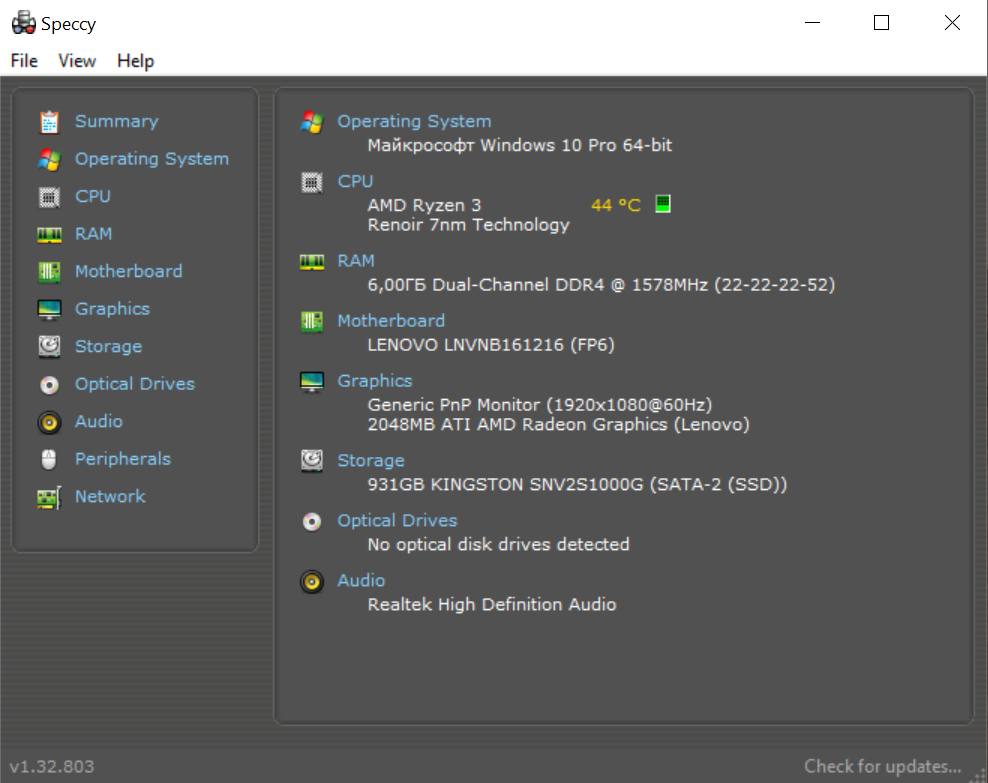 Speccy
File View Help
Summary
Operating System
CPU
RAM
Motherboard
Graphics
Storage
Optical Drives
Audio
Peripherals
Network
Operating System
Майкрософт Windows 10 Pro 64-bit
CPU
AMD Ryzen 3 44 °C
Renoir 7nm Technology
RAM
6,00ГБ Dual-Channel DDR4 @ 1578MHz (22-22-22-52)
Motherboard
LENOVO LNVNB161216 (FP6)
Graphics
Generic PnP Monitor (1920x1080@60Hz)
2048MB ATI AMD Radeon Graphics (Lenovo)
Storage
931GB KINGSTON SNV2S1000G (SATA-2 (SSD))
Optical Drives
No optical disk drives detected
Audio
Realtek High Definition Audio
v1.32.803 Check for updates...